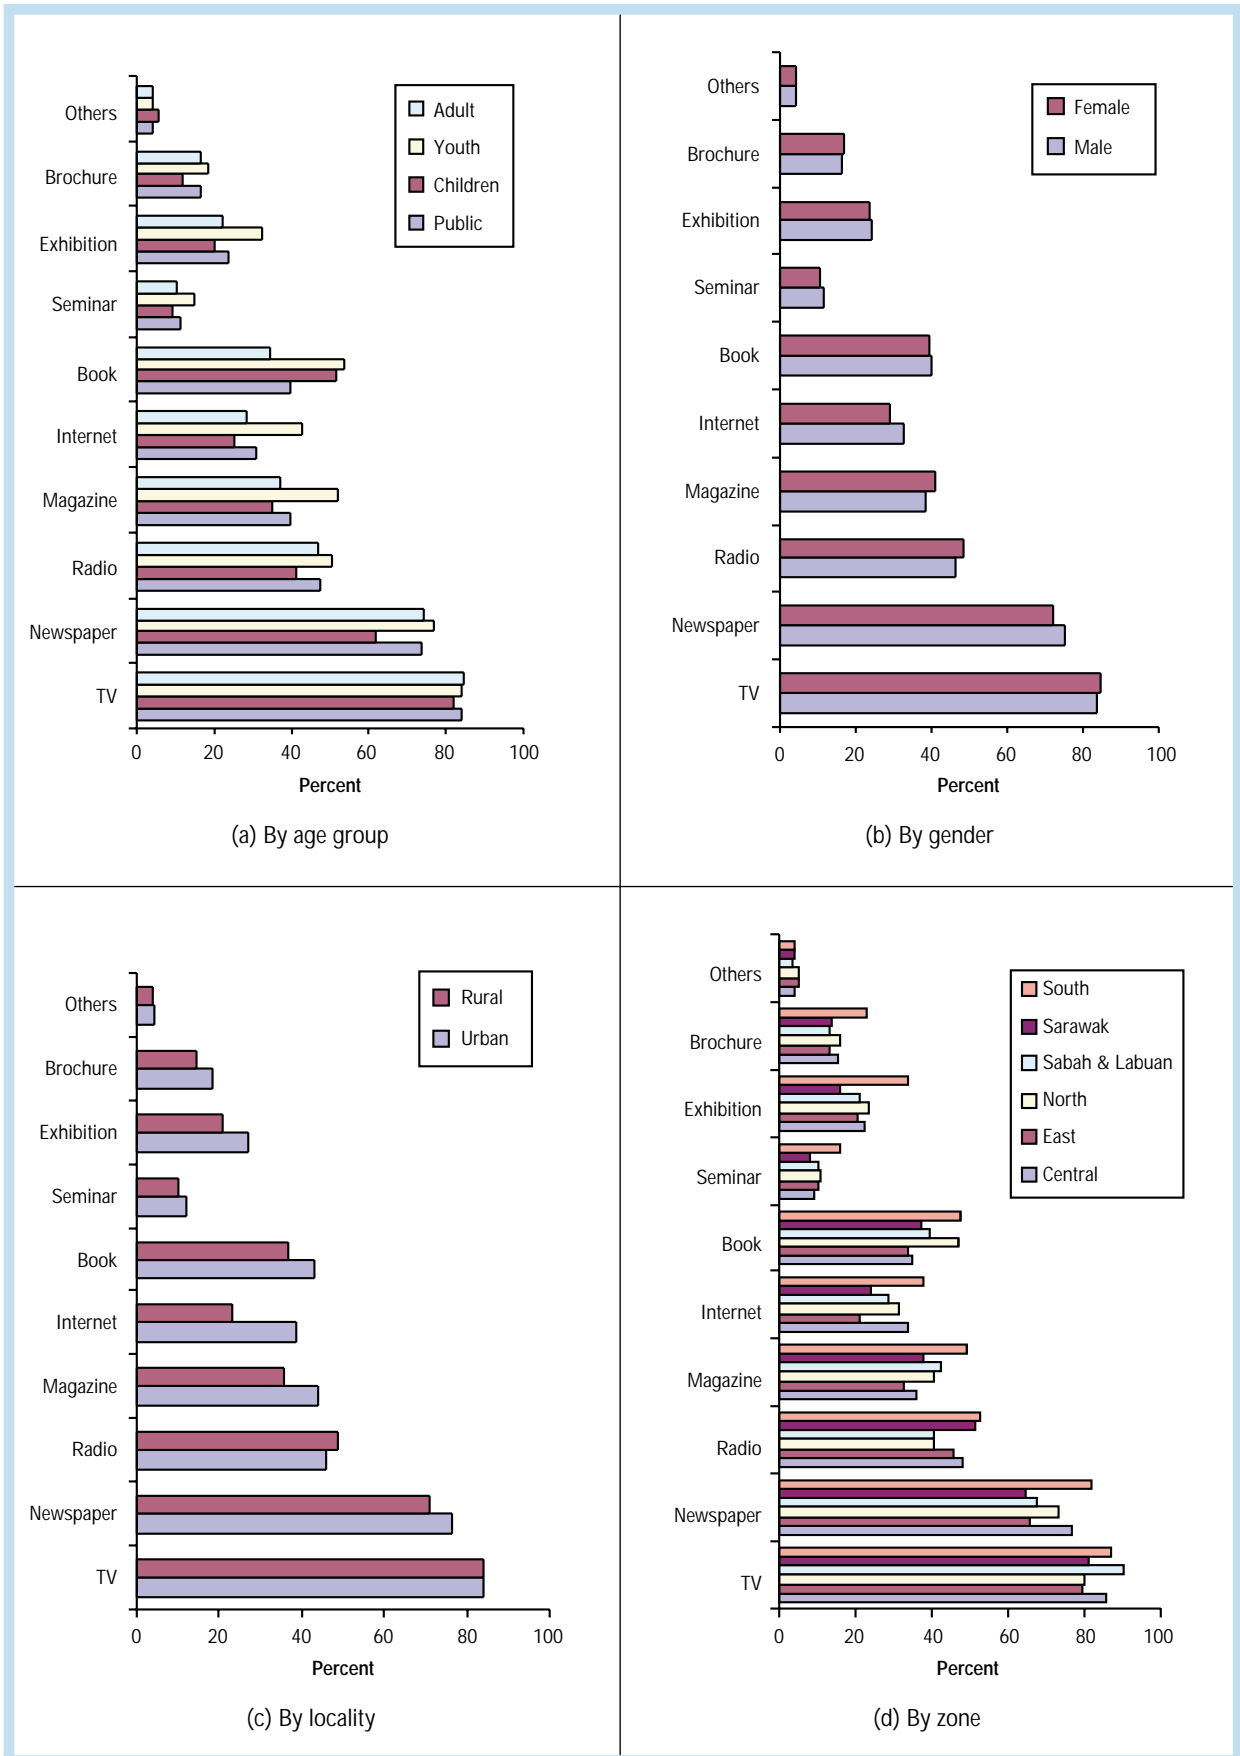 Others
Brochure
Exhibition
Seminar
Book
Internet
Magazine
Radio
Newspaper
TV
Adult
Youth
Children
Public
0 20 40 60 80 100
Percent
(a) By age group
Others
Brochure
Exhibition
Seminar
Book
Internet
Magazine
Radio
Newspaper
TV
Female
Male
0 20 40 60 80 100
Percent
(b) By gender
Others
Brochure
Exhibition
Seminar
Book
Internet
Magazine
Radio
Newspaper
TV
Rural
Urban
0 20 40 60 80 100
Percent
(c) By locality
Others
Brochure
Exhibition
Seminar
Book
Internet
Magazine
Radio
Newspaper
TV
South
Sarawak
Sabah & Labuan
North
East
Central
0 20 40 60 80 100
Percent
(d) By zone